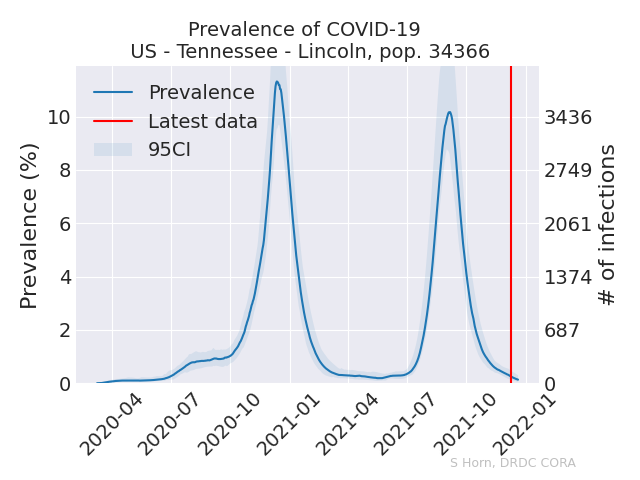 Prevalence of COVID-19
US - Tennessee - Lincoln, pop. 34366
Prevalence
Latest data
95CI
Prevalence (%)
10
8
6
4
2
0
3436
2749
2061
1374
687
0
# of infections
2020-04
2020-07
2020-10
2021-01
2021-04
2021-07
2021-10
2022-01
S Horn, DRDC CORA